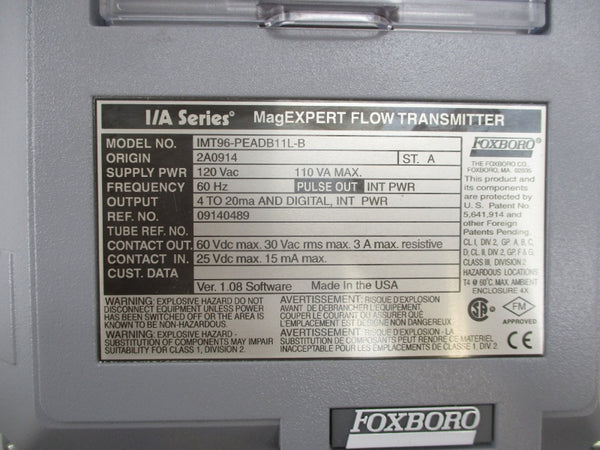 I/A Series® MagEXPERT FLOW TRANSMITTER
MODEL NO. IMT96-PEADB11L-B
ORIGIN 2A0914 ST. A
SUPPLY PWR 120 Vac 110 VA MAX.
FREQUENCY 60 Hz PULSE OUT INT PWR
OUTPUT 4 TO 20ma AND DIGITAL, INT PWR
REF. NO. 09140489
TUBE REF. NO.
CONTACT OUT. 60 Vdc max. 30 Vac rms max. 3 A max. resistive
CONTACT IN. 25 Vdc max. 15 mA max.
CUST. DATA
Ver. 1.08 Software Made In the USA
WARNING: EXPLOSIVE HAZARD DO NOT
DISCONNECT EQUIPMENT UNLESS POWER
HAS BEEN SWITCHED OFF OR THE AREA IS
KNOWN TO BE NON-HAZARDOUS.
WARNING: EXPLOSIVE HAZARD -
SUBSTITUTION OF COMPONENTS MAY IMPAIR
SUITABILITY FOR CLASS 1, DIVISION 2.
AVERTISSEMENT: RISQUE D'EXPLOSION
AVANT DE DEBRANCHER L'EQUIPEMENT,
COUPER LE COURANT OU ASSURER QUE
L'EMPLACEMENT EST DESIGNE NON DANGEREUX
AVERTISSEMENT RISQUE D'EXPLOSION - LA
SUBSTITUTION DE COMPOSANTS PEUT RENDRE CE MATERIEL
INACCEPTABLE POUR LES EMPLACEMENTS DE CLASSE 1, DIV. 2.
FOXBORO®
THE FOXBORO CO.,
FOXBORO, MA. 02035
This product and
its components
are protected by
U. S. Patent No.
5,641,914 and
other Foreign
Patents Pending.
CL I, DIV 2, GP. A, B, C,
D, CL II, DIV 2, GP. F & G,
CLASS III, DIVISION 2
HAZARDOUS LOCATIONS
T4 @ 50°C MAX. AMBIENT
ENCLOSURE 4X
FM
APPROVED
CE
FOXBORO